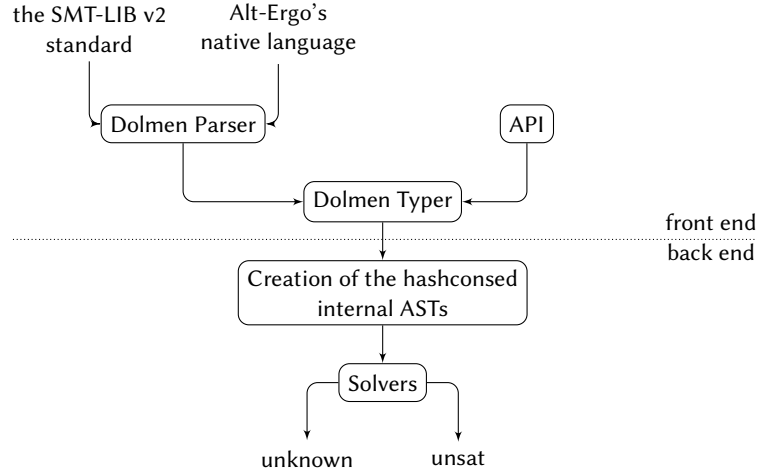 the SMT-LIB v2
standard
Alt-Ergo's
native language
Dolmen Parser
API
Dolmen Typer
front end
back end
Creation of the hashconsed
internal ASTs
Solvers
unknown
unsat